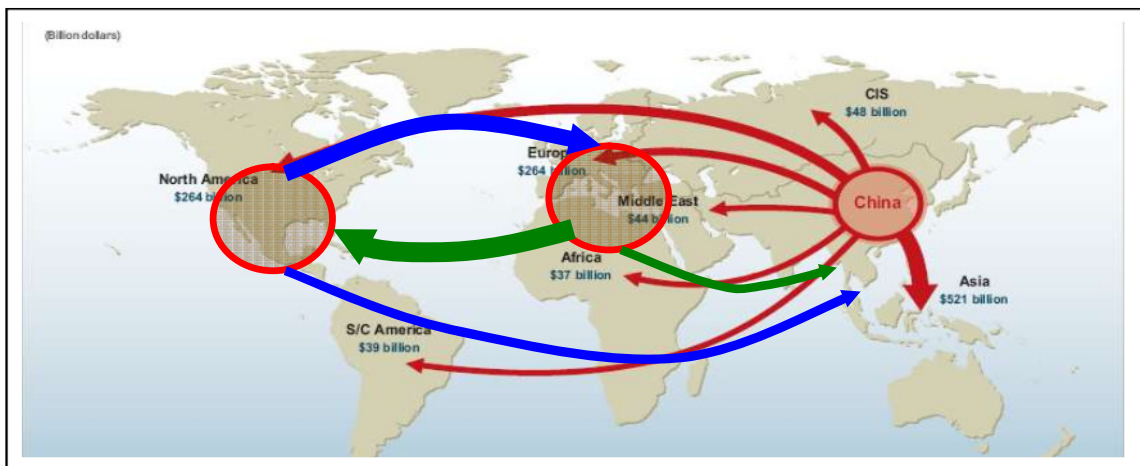 (Billion dollars)
CIS
$48 billion
North America
$264 billion
Europe
$264 billion
Middle East
$44 billion
China
Africa
$37 billion
Asia
$521 billion
S/C America
$39 billion